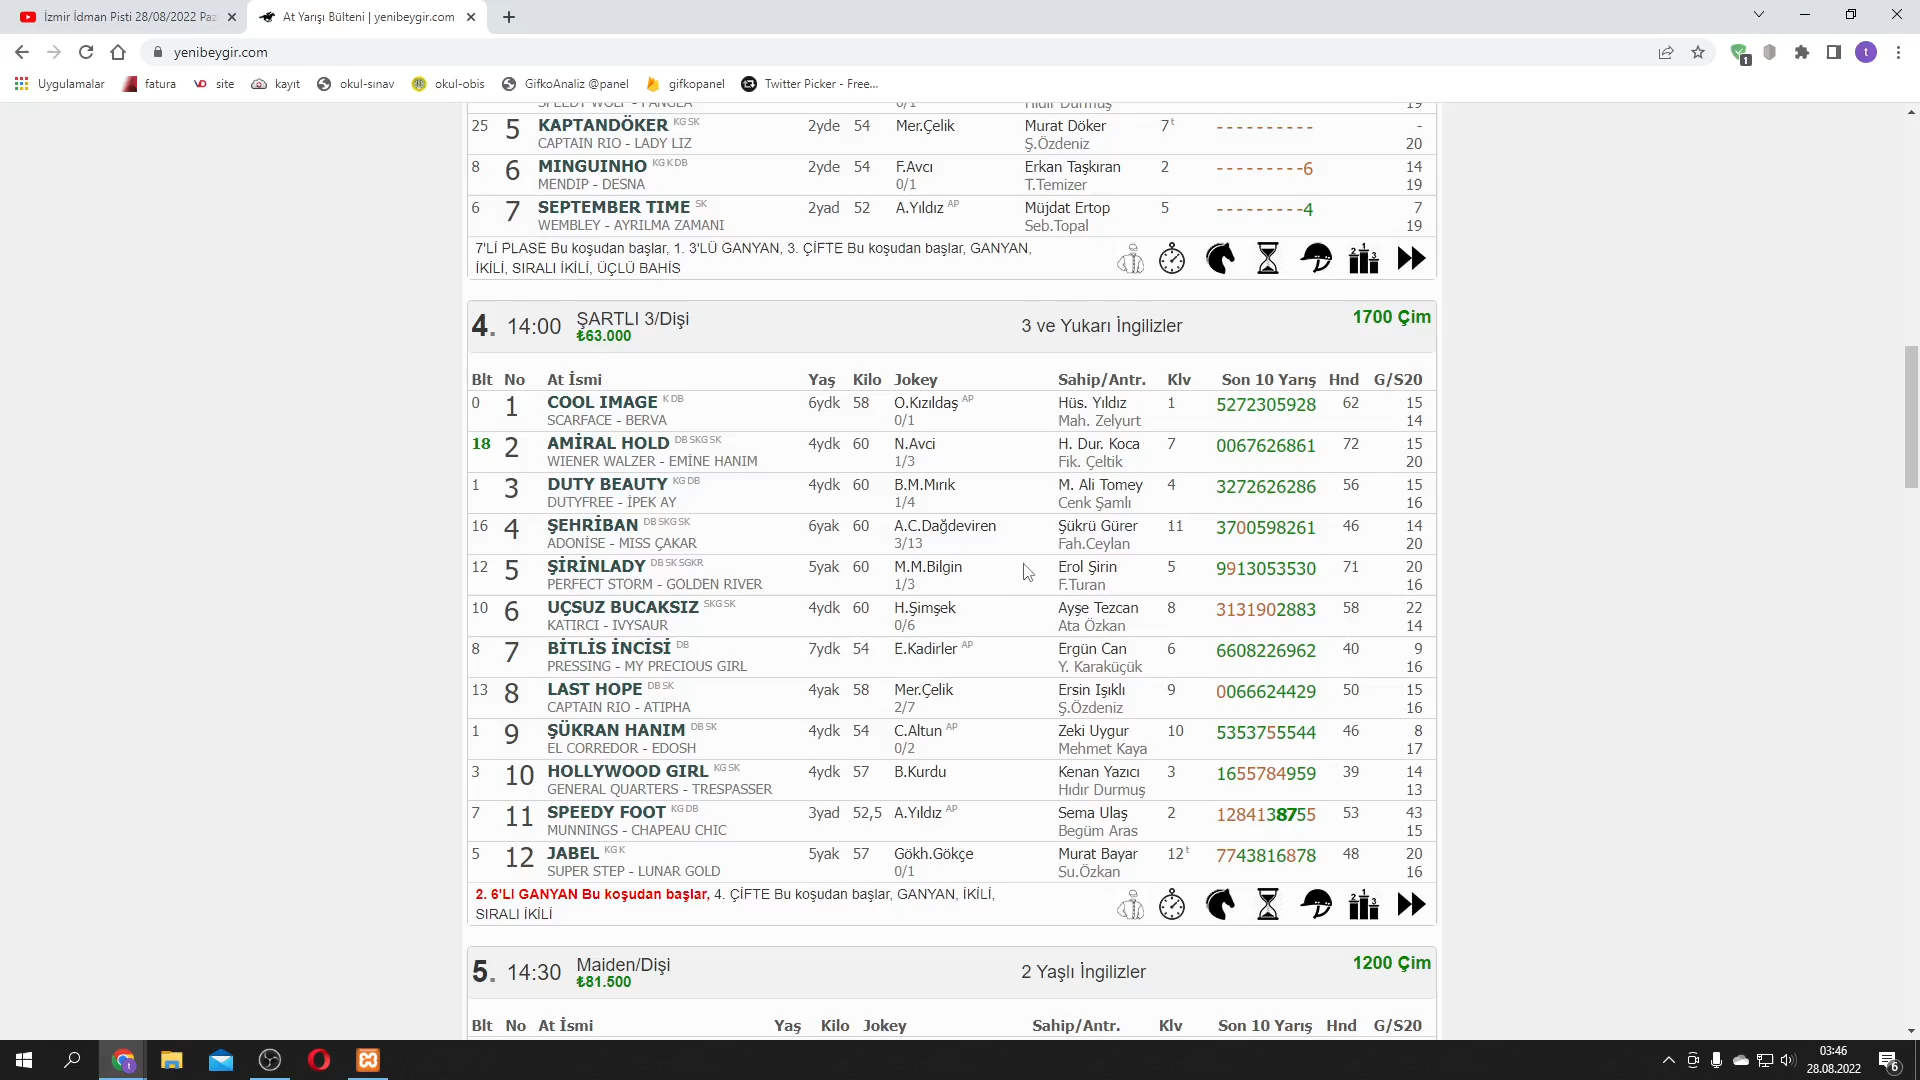 İzmir İdman Pisti 28/08/2022 Paz
At Yarışı Bülteni | yenibeygir.com
yenibeygir.com
Uygulamalar fatura site kayıt okul-sınav okul-obis GifkoAnaliz @panel gifkopanel Twitter Picker - Free...
SPEEDY WOLF - PANGEA 0/1 Hıdır Durmuş 19
25 5 KAPTANDÖKER KG SK 2yde 54 Mer.Çelik Murat Döker 7t ---------- -
CAPTAIN RIO - LADY LIZ Ş.Özdeniz 20
8 6 MINGUINHO KG K DB 2yde 54 F.Avcı Erkan Taşkıran 2 ---------6 14
MENDIP - DESNA 0/1 T.Temizer 19
6 7 SEPTEMBER TIME SK 2yad 52 A.Yıldız AP Müjdat Ertop 5 ---------4 7
WEMBLEY - AYRILMA ZAMANI Seb.Topal 19
7'Lİ PLASE Bu koşudan başlar, 1. 3'LÜ GANYAN, 3. ÇİFTE Bu koşudan başlar, GANYAN,
İKİLİ, SIRALI İKİLİ, ÜÇLÜ BAHİS
4. 14:00 ŞARTLI 3/Dişi 3 ve Yukarı İngilizler 1700 Çim
₺63.000
Blt No At İsmi Yaş Kilo Jokey Sahip/Antr. Klv Son 10 Yarış Hnd G/S20
0 1 COOL IMAGE K DB 6ydk 58 O.Kızıldaş AP Hüs. Yıldız 1 5272305928 62 15
SCARFACE - BERVA 0/1 Mah. Zelyurt 14
18 2 AMİRAL HOLD DB SKG SK 4ydk 60 N.Avci H. Dur. Koca 7 0067626861 72 15
WIENER WALZER - EMİNE HANIM 1/3 Fik. Çeltik 20
1 3 DUTY BEAUTY KG DB 4ydk 60 B.M.Mırık M. Ali Tomey 4 3272626286 56 15
DUTYFREE - İPEK AY 1/4 Cenk Şamlı 16
16 4 ŞEHRİBAN DB SKG SK 6yak 60 A.C.Dağdeviren Şükrü Gürer 11 3700598261 46 14
ADONİSE - MISS ÇAKAR 3/13 Fah.Ceylan 20
12 5 ŞİRİNLADY DB SK SGKR 5yak 60 M.M.Bilgin Erol Şirin 5 9913053530 71 20
PERFECT STORM - GOLDEN RIVER 1/3 F.Turan 16
10 6 UÇSUZ BUCAKSIZ SKG SK 4ydk 60 H.Şimşek Ayşe Tezcan 8 3131902883 58 22
KATIRCI - IVYSAUR 0/6 Ata Özkan 14
8 7 BİTLİS İNCİSİ DB 7ydk 54 E.Kadirler AP Ergün Can 6 6608226962 40 9
PRESSING - MY PRECIOUS GIRL Y. Karaküçük 16
13 8 LAST HOPE DB SK 4yak 58 Mer.Çelik Ersin Işıklı 9 0066624429 50 15
CAPTAIN RIO - ATIPHA 2/7 Ş.Özdeniz 16
1 9 ŞÜKRAN HANIM DB SK 4ydk 54 C.Altun AP Zeki Uygur 10 5353755544 46 8
EL CORREDOR - EDOSH 0/2 Mehmet Kaya 17
3 10 HOLLYWOOD GIRL KG SK 4ydk 57 B.Kurdu Kenan Yazıcı 3 1655784959 39 14
GENERAL QUARTERS - TRESPASSER Hıdır Durmuş 13
7 11 SPEEDY FOOT KG DB 3yad 52,5 A.Yıldız AP Sema Ulaş 2 1284138755 53 43
MUNNINGS - CHAPEAU CHIC Begüm Aras 15
5 12 JABEL KG K 5yak 57 Gökh.Gökçe Murat Bayar 12t 7743816878 48 20
SUPER STEP - LUNAR GOLD 0/1 Su.Özkan 16
2. 6'LI GANYAN Bu koşudan başlar, 4. ÇİFTE Bu koşudan başlar, GANYAN, İKİLİ,
SIRALI İKİLİ
5. 14:30 Maiden/Dişi 2 Yaşlı İngilizler 1200 Çim
₺81.500
Blt No At İsmi Yaş Kilo Jokey Sahip/Antr. Klv Son 10 Yarış Hnd G/S20
03:46
28.08.2022
6